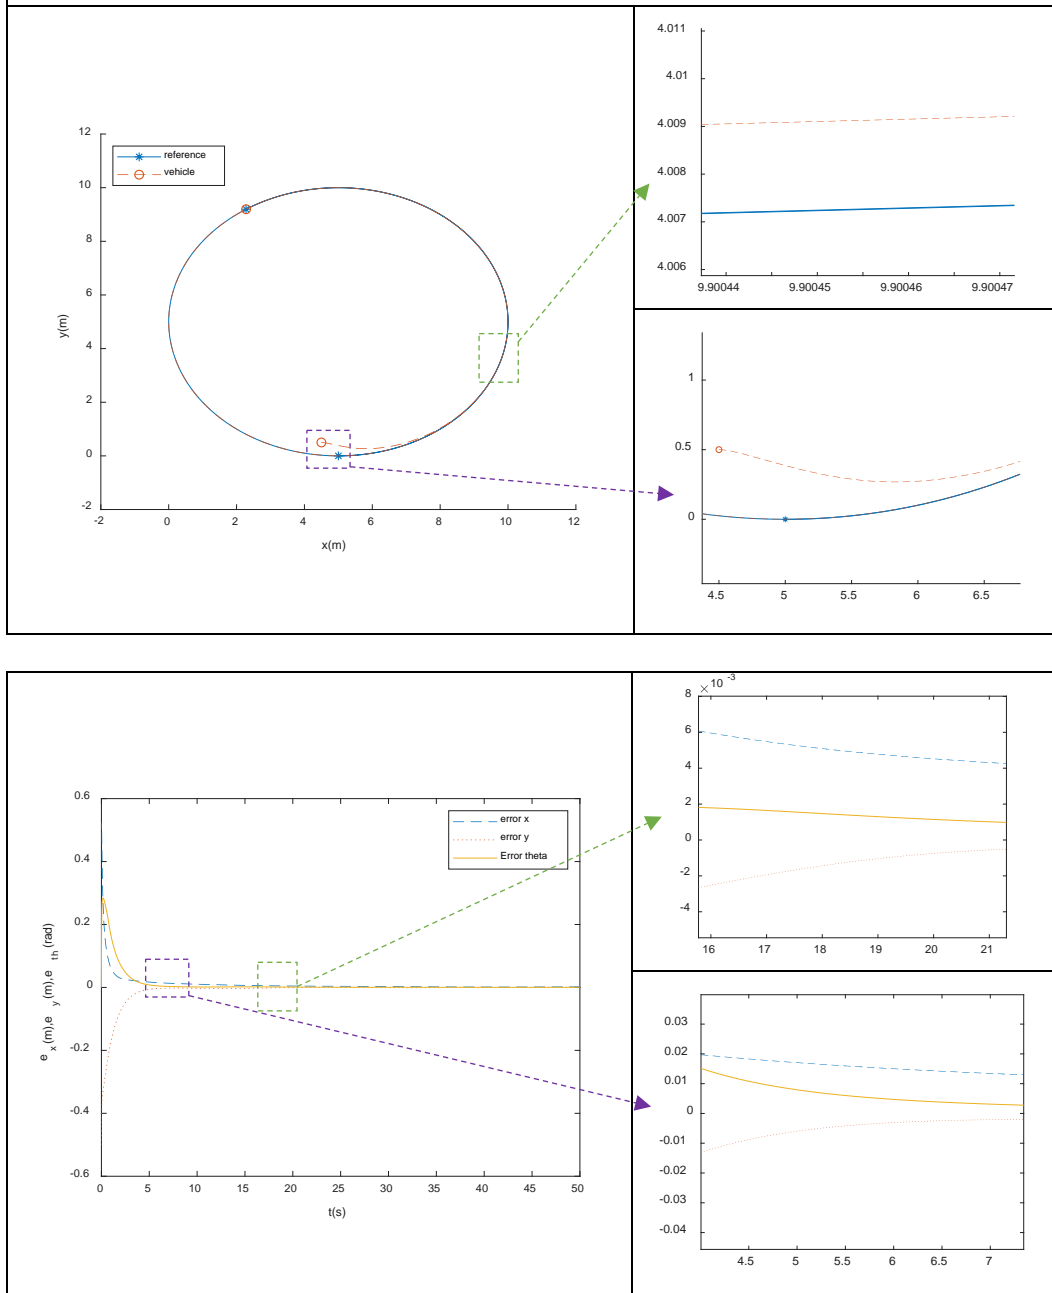 12
10
8
6
4
2
0
-2
y(m)
reference
vehicle
-2 0 2 4 6 8 10 12
x(m)
4.011
4.01
4.009
4.008
4.007
4.006
9.90044 9.90045 9.90046 9.90047
1
0.5
0
4.5 5 5.5 6 6.5
0.6
0.4
0.2
0
-0.2
-0.4
-0.6
e x (m),e y (m),e th (rad)
error x
error y
Error theta
0 5 10 15 20 25 30 35 40 45 50
t(s)
×10 -3
8
6
4
2
0
-2
-4
16 17 18 19 20 21
0.03
0.02
0.01
0
-0.01
-0.02
-0.03
-0.04
4.5 5 5.5 6 6.5 7